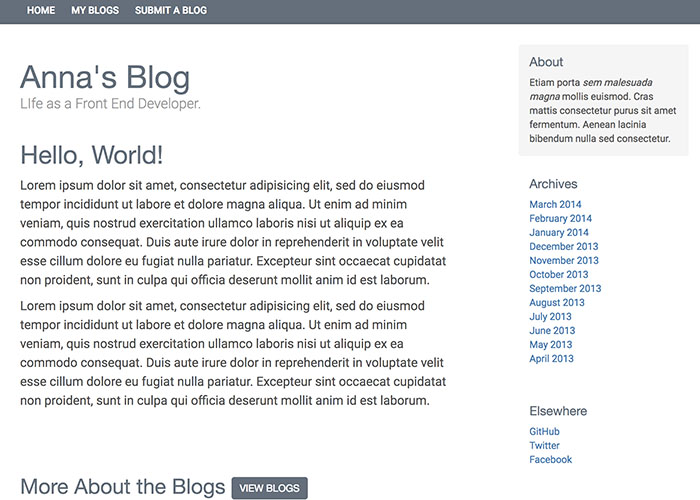 HOME MY BLOGS SUBMIT A BLOG
Anna's Blog
LIfe as a Front End Developer.
Hello, World!
Lorem ipsum dolor sit amet, consectetur adipisicing elit, sed do eiusmod
tempor incididunt ut labore et dolore magna aliqua. Ut enim ad minim
veniam, quis nostrud exercitation ullamco laboris nisi ut aliquip ex ea
commodo consequat. Duis aute irure dolor in reprehenderit in voluptate velit
esse cillum dolore eu fugiat nulla pariatur. Excepteur sint occaecat cupidatat
non proident, sunt in culpa qui officia deserunt mollit anim id est laborum.
Lorem ipsum dolor sit amet, consectetur adipisicing elit, sed do eiusmod
tempor incididunt ut labore et dolore magna aliqua. Ut enim ad minim
veniam, quis nostrud exercitation ullamco laboris nisi ut aliquip ex ea
commodo consequat. Duis aute irure dolor in reprehenderit in voluptate velit
esse cillum dolore eu fugiat nulla pariatur. Excepteur sint occaecat cupidatat
non proident, sunt in culpa qui officia deserunt mollit anim id est laborum.
More About the Blogs VIEW BLOGS
About
Etiam porta sem malesuada
magna mollis euismod. Cras
mattis consectetur purus sit amet
fermentum. Aenean lacinia
bibendum nulla sed consectetur.
Archives
March 2014
February 2014
January 2014
December 2013
November 2013
October 2013
September 2013
August 2013
July 2013
June 2013
May 2013
April 2013
Elsewhere
GitHub
Twitter
Facebook